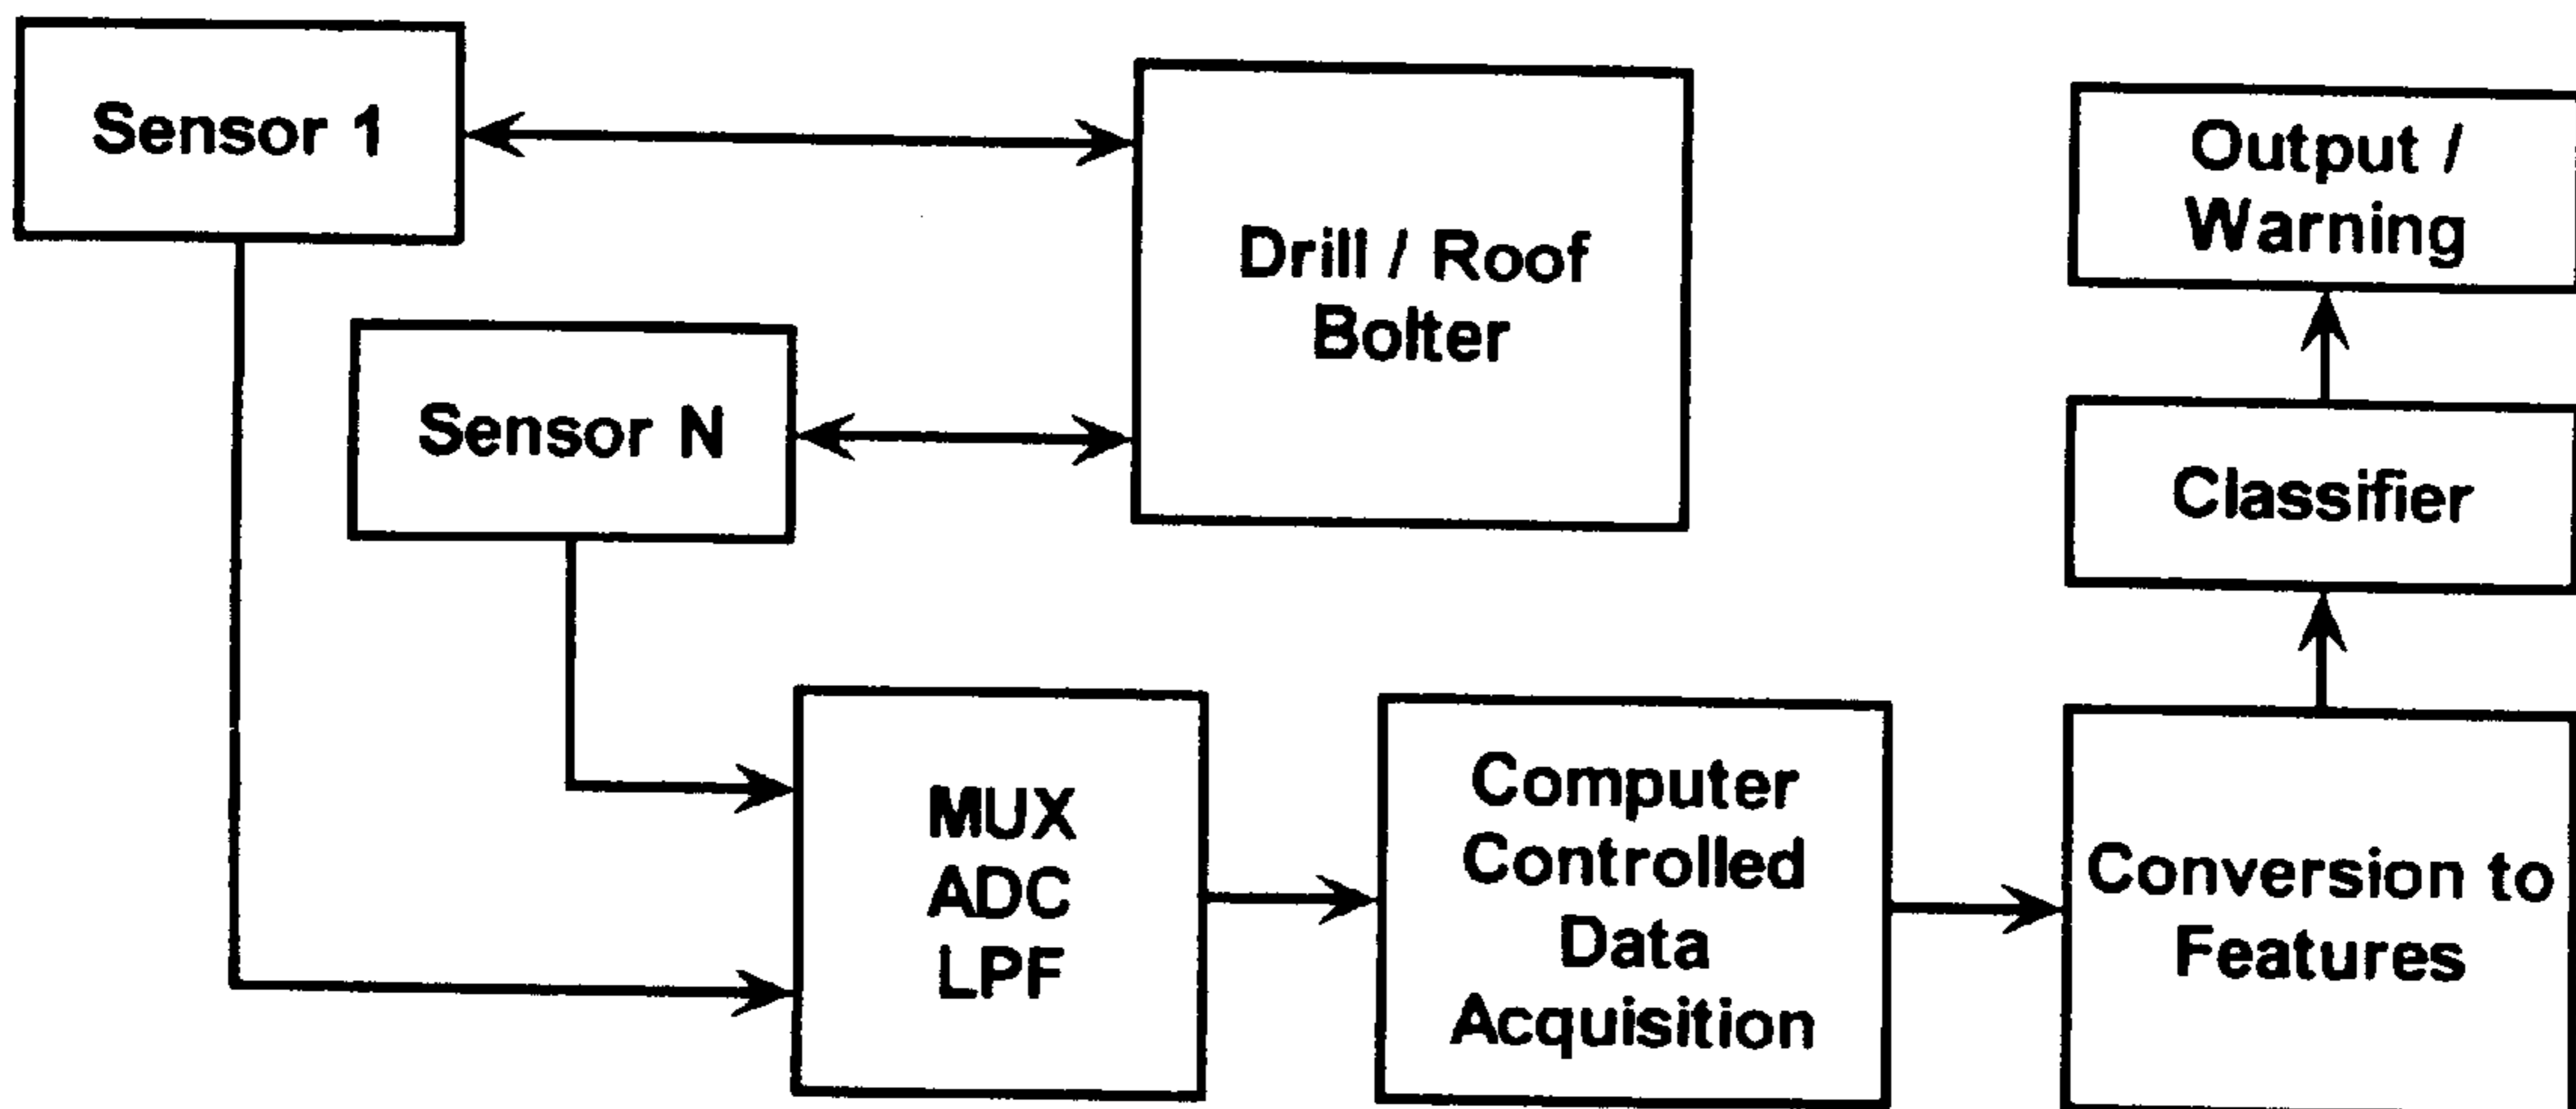 Sensor 1
Drill / Roof
Bolter
Output /
Warning
Sensor N
Classifier
MUX
ADC
LPF
Computer
Controlled
Data
Acquisition
Conversion to
Features